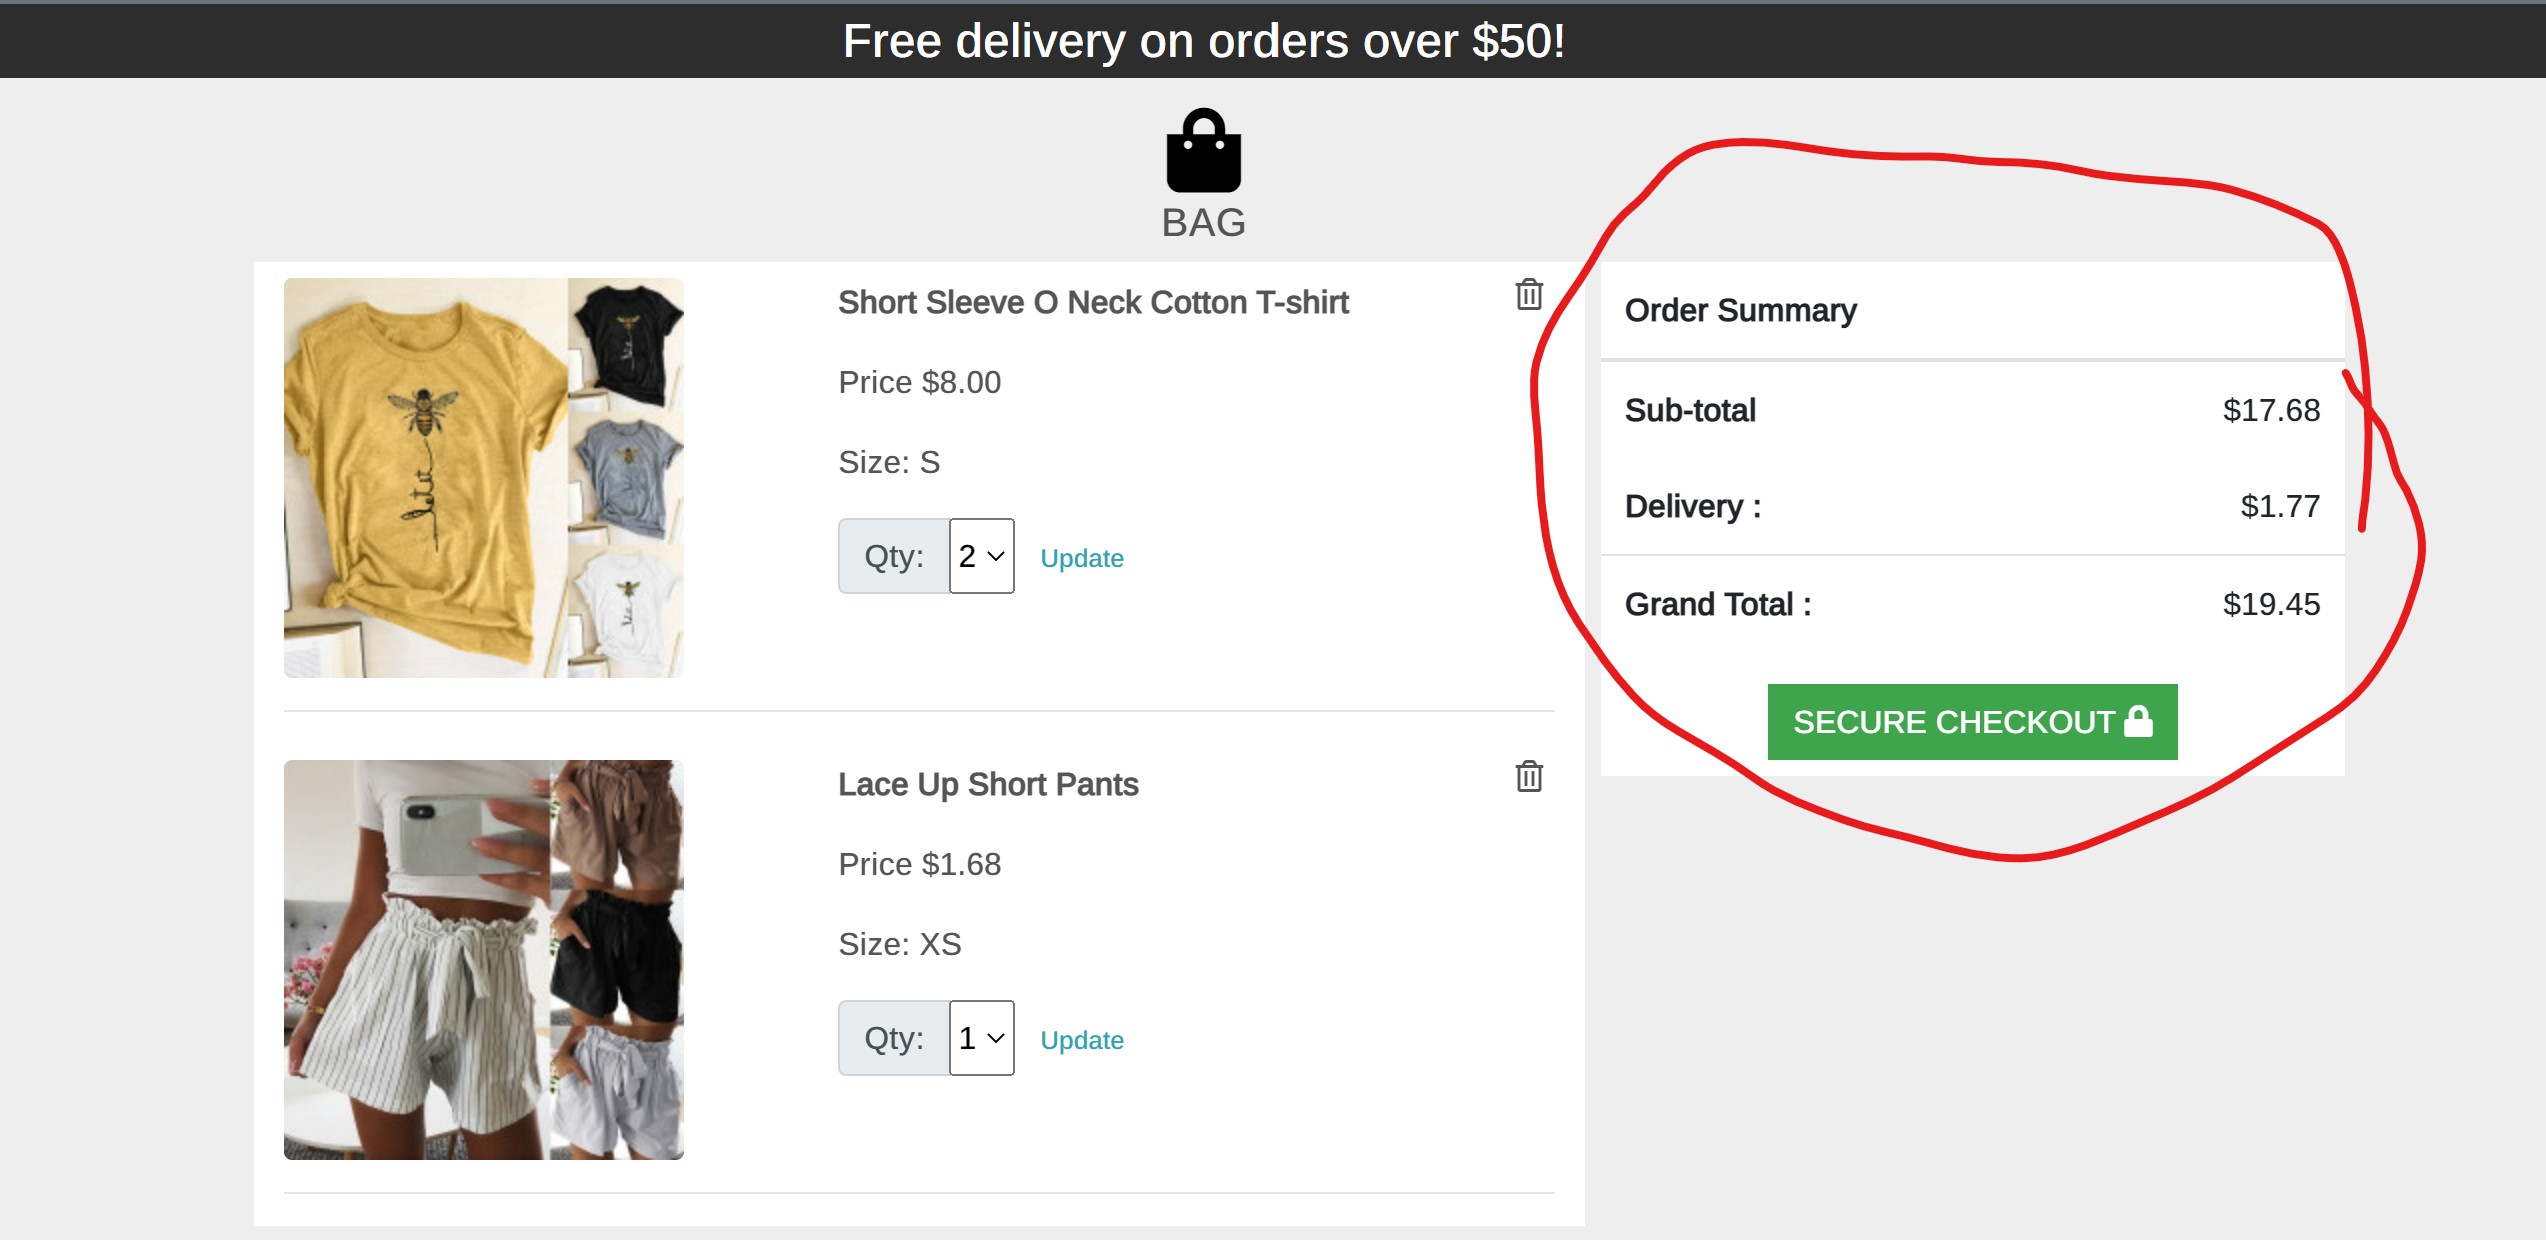 Free delivery on orders over $50!
BAG
Short Sleeve O Neck Cotton T-shirt
Price $8.00
Size: S
Qty: 2 Update
Lace Up Short Pants
Price $1.68
Size: XS
Qty: 1 Update
Order Summary
Sub-total $17.68
Delivery : $1.77
Grand Total : $19.45
SECURE CHECKOUT